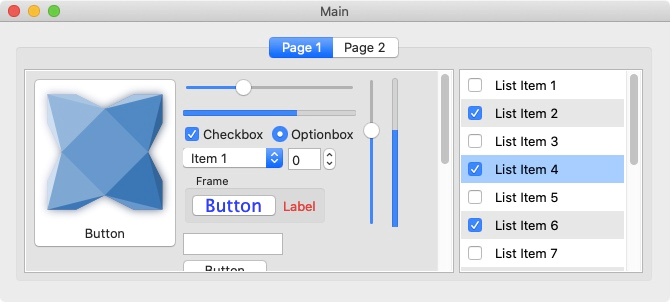 Main
Page 1 Page 2
Button
Checkbox Optionbox
Item 1 0
Frame
Button Label
Button
List Item 1
List Item 2
List Item 3
List Item 4
List Item 5
List Item 6
List Item 7